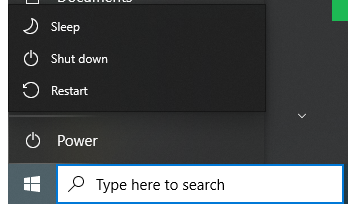 Documents
Sleep
Shut down
Restart
Power
Type here to search